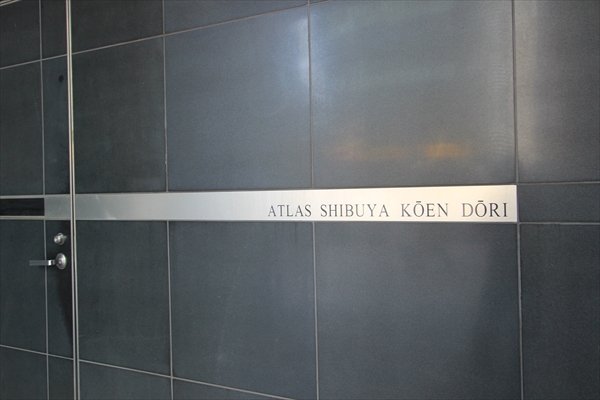 ATLAS SHIBUYA KŌEN DŌRI